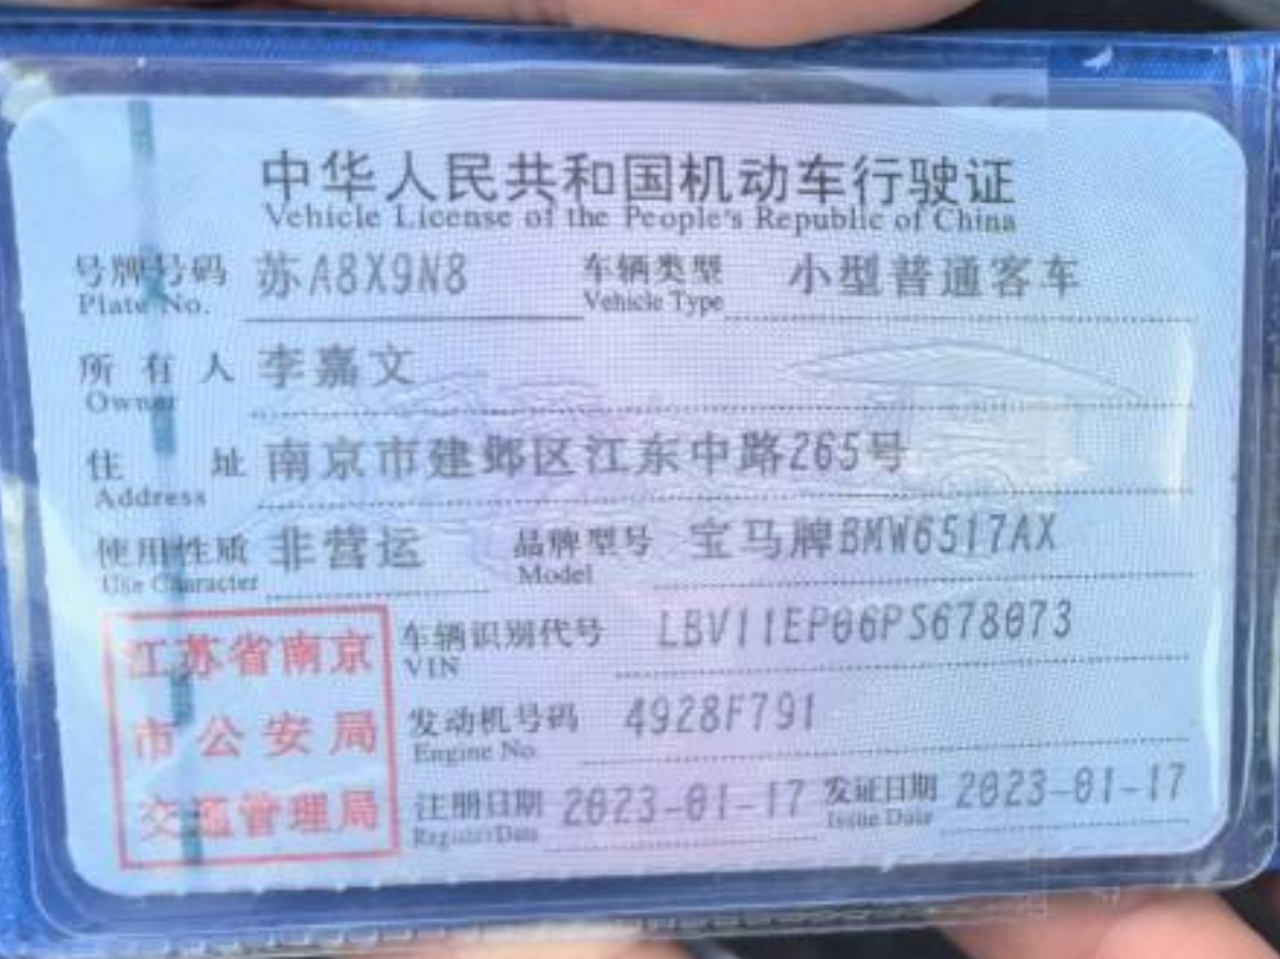 中华人民共和国机动车行驶证
Vehicle License of the People's Republic of China
号牌号码 苏A8X9N8 车辆类型 小型普通客车
Plate No. Vehicle Type
所有人 李嘉文
Owner
住址 南京市建邺区江东中路265号
Address
使用性质 非营运 品牌型号 宝马牌BMW6517AX
Use Character Model
江苏省南京
市公安局
交通管理局
车辆识别代号 LBV11EP06PS678073
VIN
发动机号码 4928F791
Engine No.
注册日期 2023-01-17 发证日期 2023-01-17
Register Date Issue Date